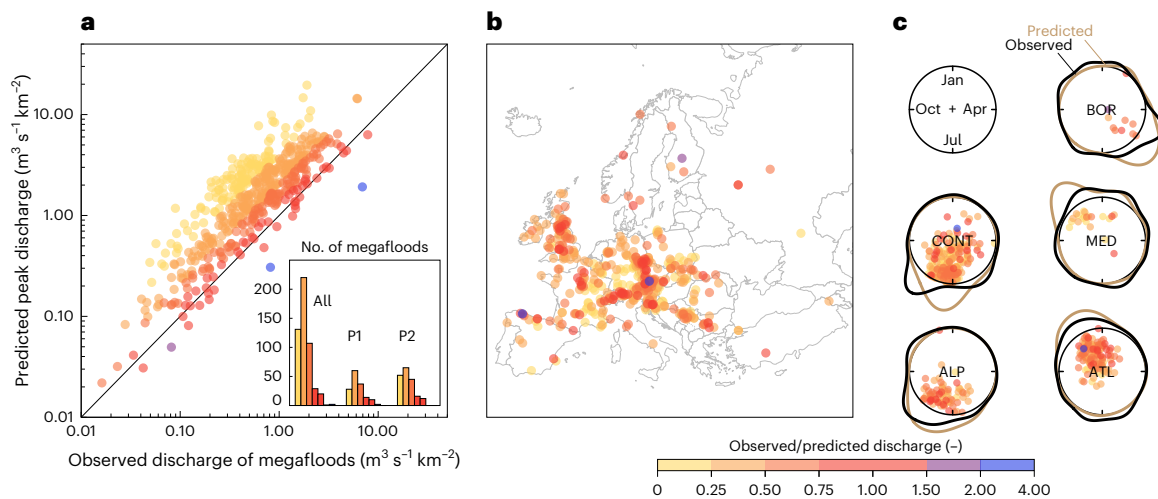 a
b
c
Predicted peak discharge (m³ s⁻¹ km⁻²)
10.00
1.00
0.10
0.01
0.01
0.10
1.00
10.00
Observed discharge of megafloods (m³ s⁻¹ km⁻²)
No. of megafloods
200
150
100
50
0
All
P1
P2
Predicted
Observed
Jan
Oct + Apr
Jul
BOR
CONT
MED
ALP
ATL
Observed/predicted discharge (–)
0 0.25 0.50 0.75 1.00 1.50 2.00 4.00